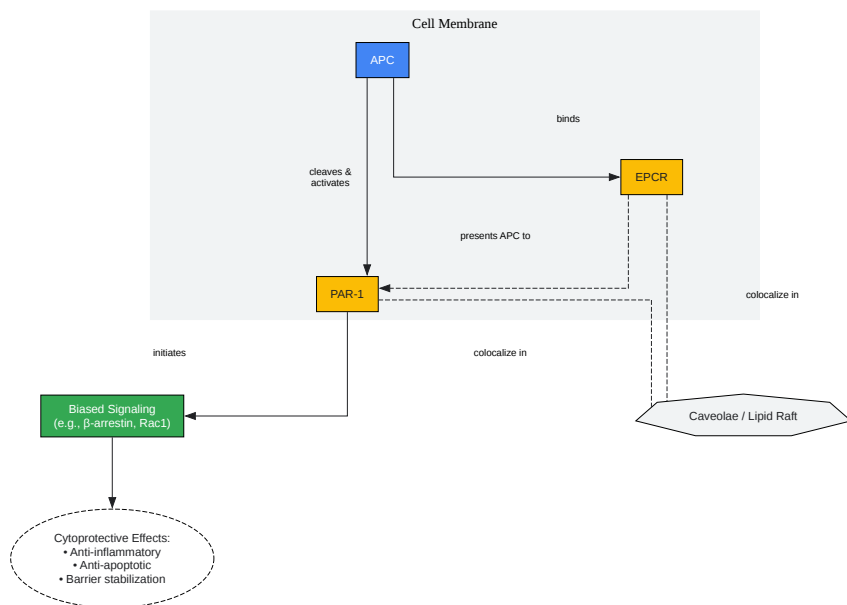 Cell Membrane
APC
binds
cleaves &
activates
EPCR
presents APC to
PAR-1
colocalize in
initiates
colocalize in
Biased Signaling
(e.g., β-arrestin, Rac1)
Caveolae / Lipid Raft
Cytoprotective Effects:
• Anti-inflammatory
• Anti-apoptotic
• Barrier stabilization